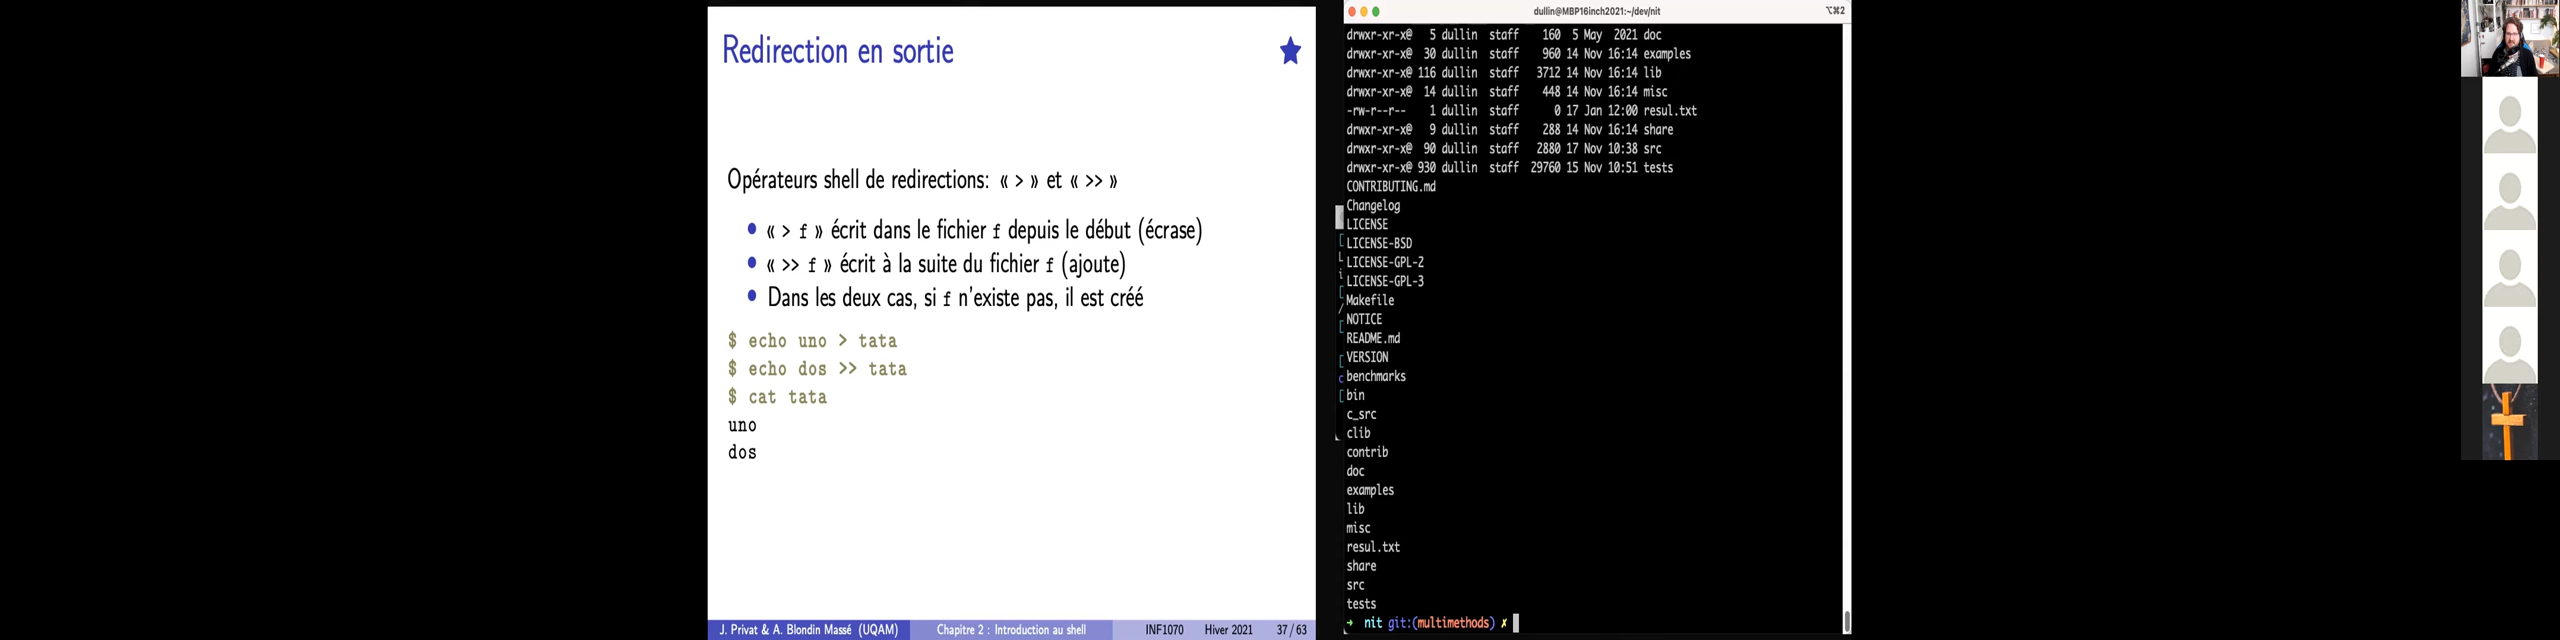 Redirection en sortie
Opérateurs shell de redirections: « > » et « >> »
« > f » écrit dans le fichier f depuis le début (écrase)
« >> f » écrit à la suite du fichier f (ajoute)
Dans les deux cas, si f n'existe pas, il est créé
$ echo uno > tata
$ echo dos >> tata
$ cat tata
uno
dos
J. Privat & A. Blondin Massé (UQAM) Chapitre 2 : Introduction au shell INF1070 Hiver 2021 37 / 63
dullin@MBP16inch2021:~/dev/nit ⌥⌘2
drwxr-xr-x@ 5 dullin staff 160 5 May 2021 doc
drwxr-xr-x@ 30 dullin staff 960 14 Nov 16:14 examples
drwxr-xr-x@ 116 dullin staff 3712 14 Nov 16:14 lib
drwxr-xr-x@ 14 dullin staff 448 14 Nov 16:14 misc
-rw-r--r-- 1 dullin staff 0 17 Jan 12:00 resul.txt
drwxr-xr-x@ 9 dullin staff 288 14 Nov 16:14 share
drwxr-xr-x@ 90 dullin staff 2880 17 Nov 10:38 src
drwxr-xr-x@ 930 dullin staff 29760 15 Nov 10:51 tests
CONTRIBUTING.md
Changelog
LICENSE
LICENSE-BSD
LICENSE-GPL-2
LICENSE-GPL-3
Makefile
NOTICE
README.md
VERSION
benchmarks
bin
c_src
clib
contrib
doc
examples
lib
misc
resul.txt
share
src
tests
➜ nit git:(multimethods) ✗